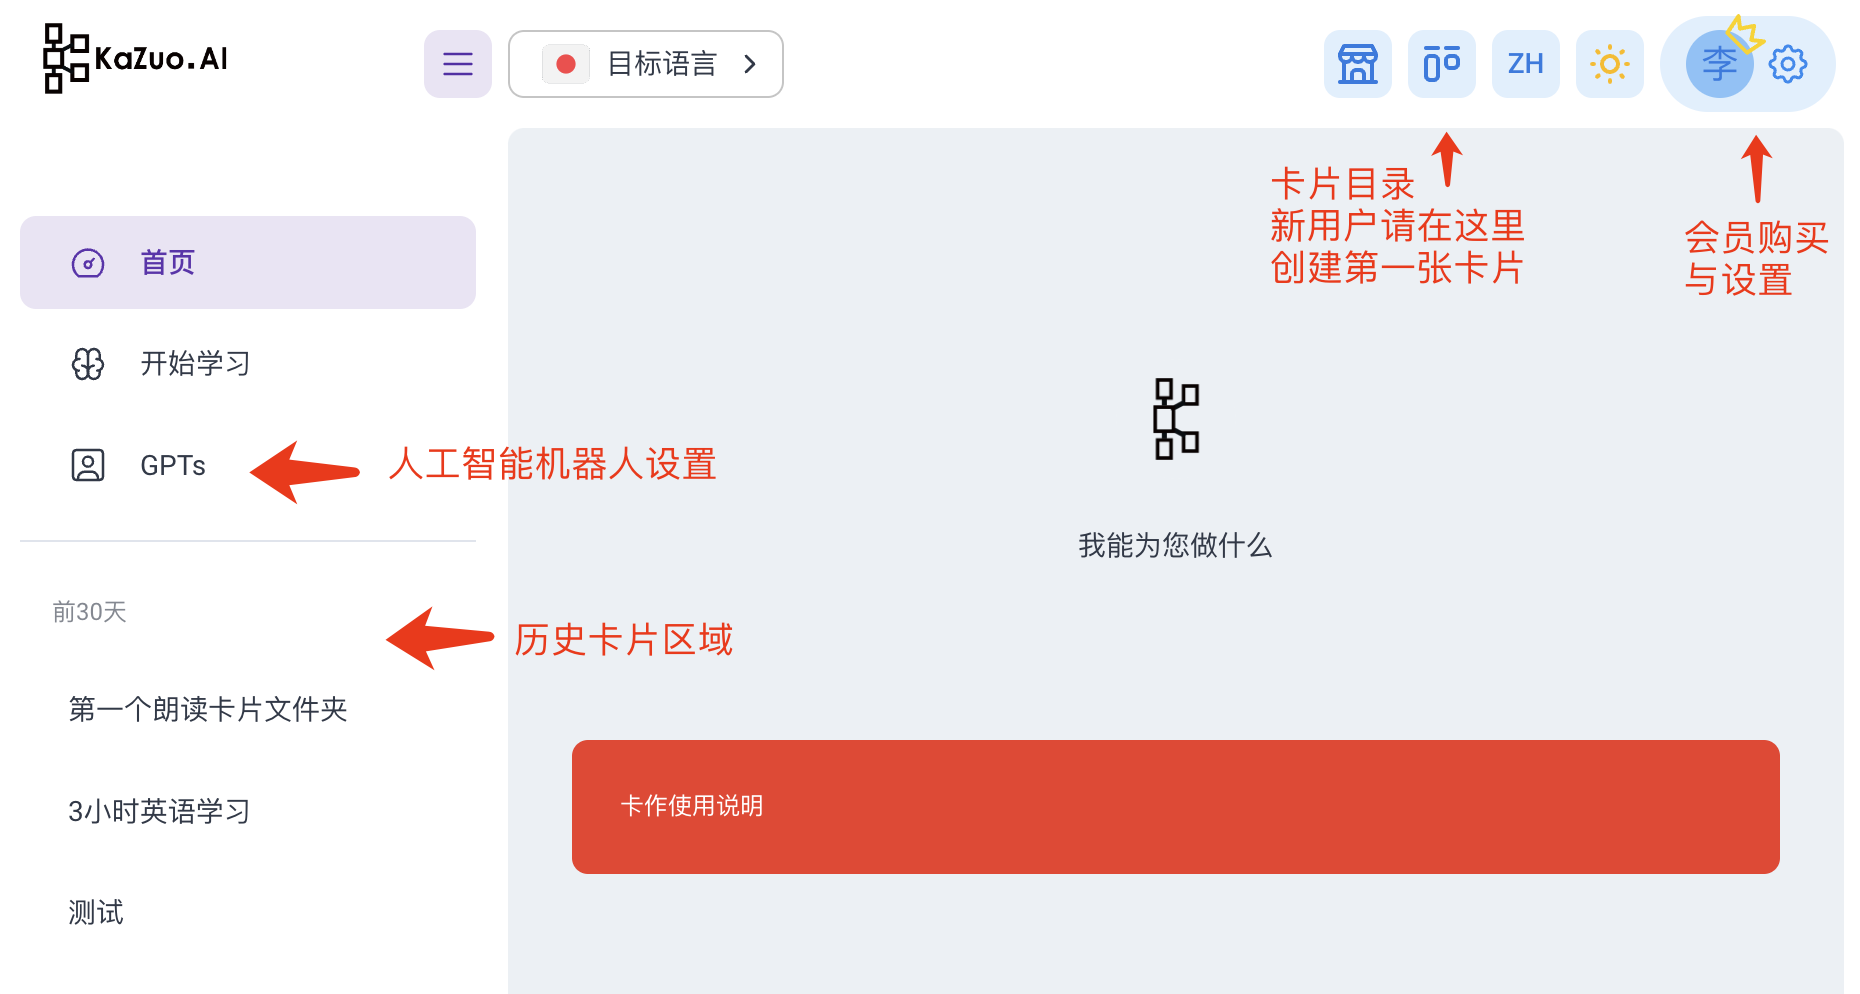 KaZuo.AI
目标语言
ZH
李
卡片目录
新用户请在这里
创建第一张卡片
会员购买
与设置
首页
开始学习
GPTs
人工智能机器人设置
我能为您做什么
前30天
历史卡片区域
第一个朗读卡片文件夹
3小时英语学习
测试
卡作使用说明